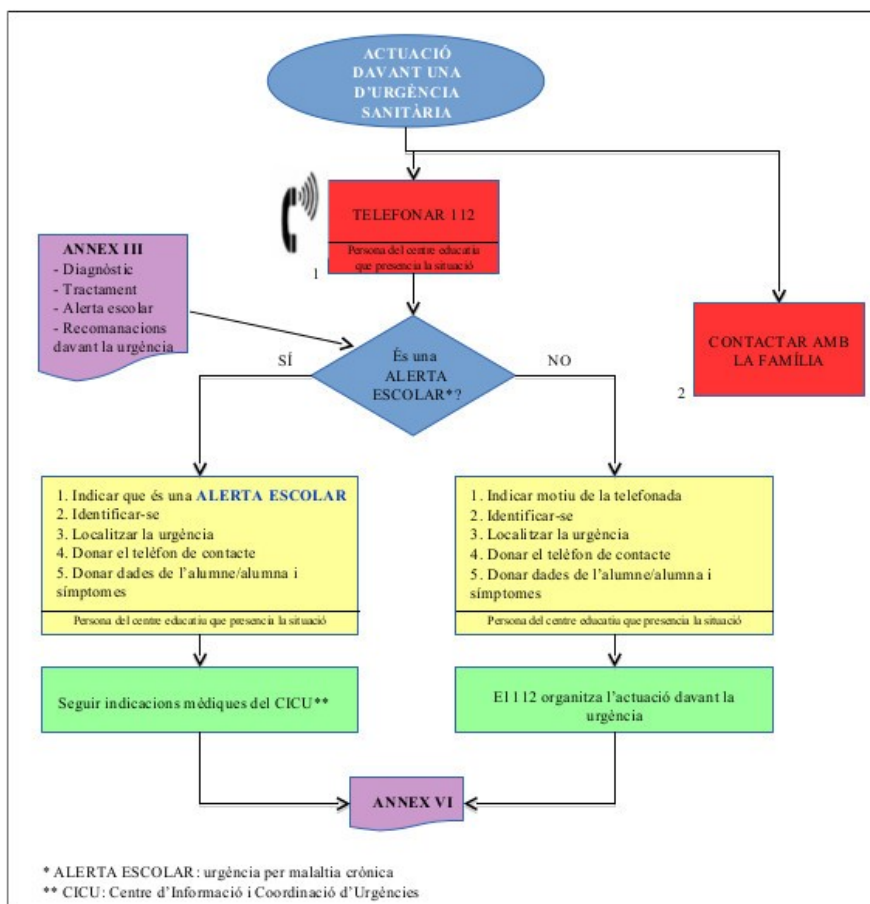 ACTUACIÓ
DAVANT UNA
D'URGÈNCIA
SANITÀRIA
TELEFONAR 112
Persona del centre educatiu
que presencia la situació
1
ANNEX III
- Diagnòstic
- Tractament
- Alerta escolar
- Recomanacions
davant la urgència
CONTACTAR AMB
LA FAMÍLIA
2
És una
ALERTA
ESCOLAR*?
SÍ
NO
1. Indicar que és una ALERTA ESCOLAR
2. Identificar-se
3. Localitzar la urgència
4. Donar el telèfon de contacte
5. Donar dades de l'alumne/alumna i
símptomes
Persona del centre educatiu que presencia la situació
1. Indicar motiu de la telefonada
2. Identificar-se
3. Localitzar la urgència
4. Donar el telèfon de contacte
5. Donar dades de l'alumne/alumna i
símptomes
Persona del centre educatiu que presencia la situació
Seguir indicacions mèdiques del CICU**
El 112 organitza l'actuació davant la
urgència
ANNEX VI
* ALERTA ESCOLAR: urgència per malaltia crònica
** CICU: Centre d'Informació i Coordinació d'Urgències